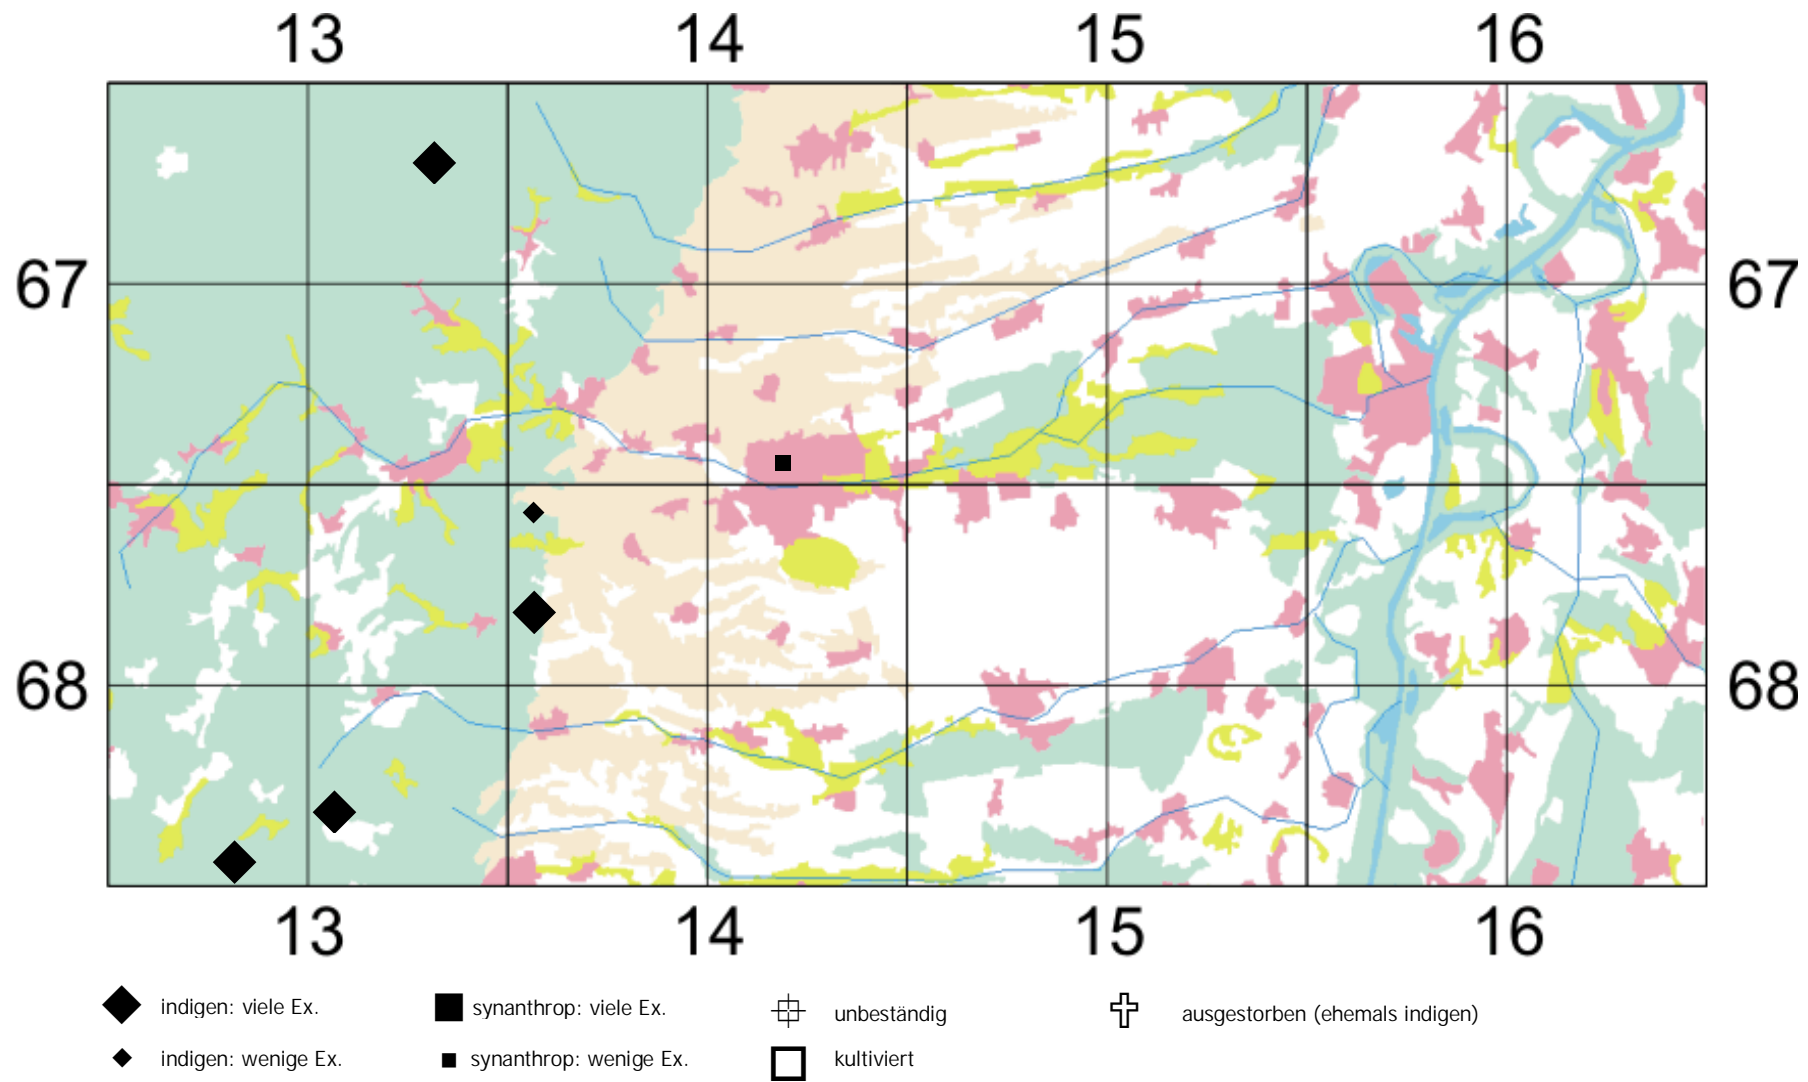 13 14 15 16
67 67
68 68
13 14 15 16
indigen: viele Ex. synanthrop: viele Ex. unbeständig ausgestorben (ehemals indigen)
indigen: wenige Ex. synanthrop: wenige Ex. kultiviert